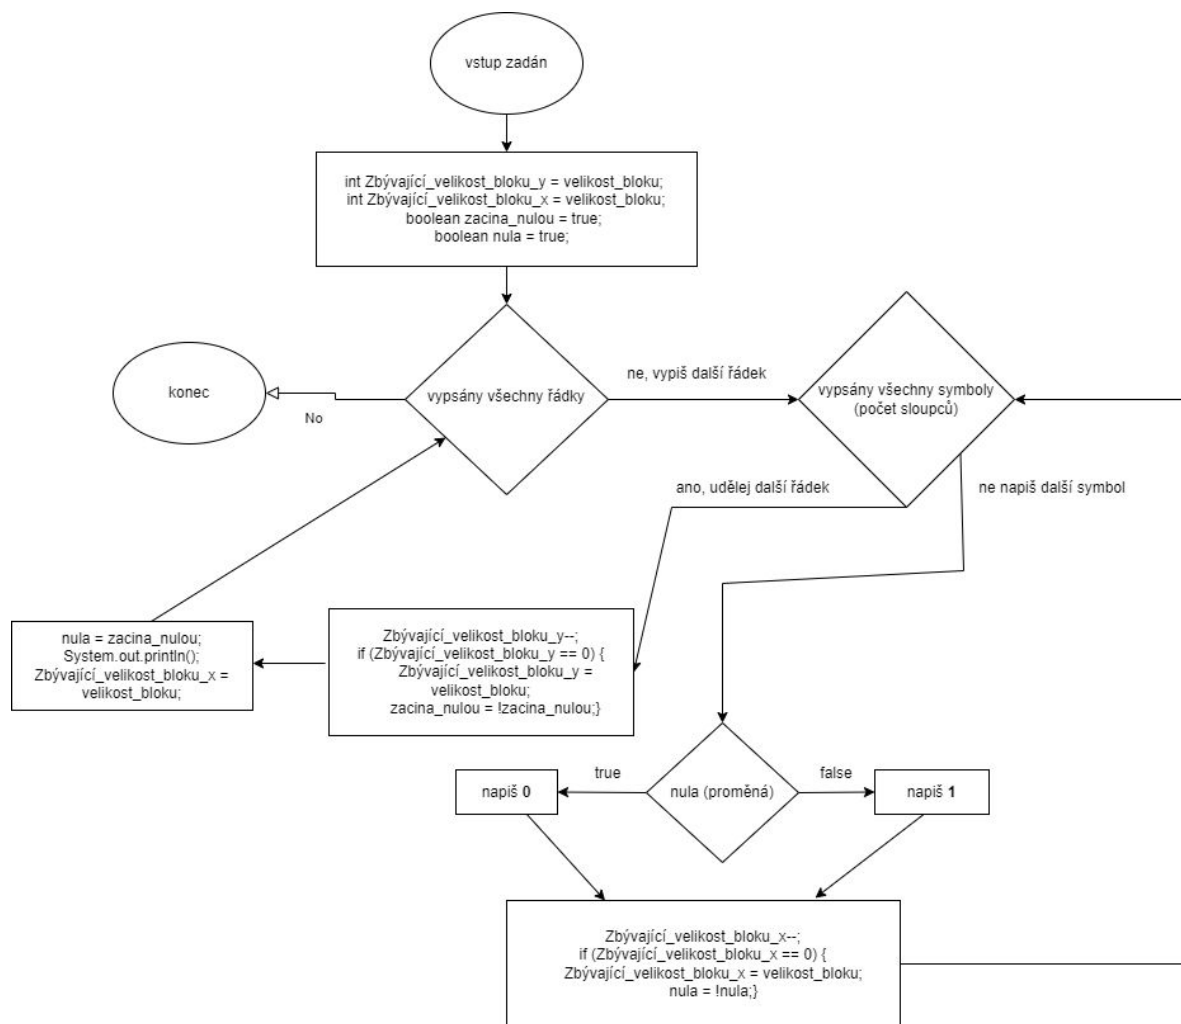 vstup zadán
int Zbývající_velikost_bloku_y = velikost_bloku;
int Zbývající_velikost_bloku_x = velikost_bloku;
boolean zacina_nulou = true;
boolean nula = true;
konec
No
vypsány všechny řádky
ne, vypiš další řádek
vypsány všechny symboly
(počet sloupců)
ano, udělej další řádek
ne napiš další symbol
nula = zacina_nulou;
System.out.println();
Zbývající_velikost_bloku_x =
velikost_bloku;
Zbývající_velikost_bloku_y--;
if (Zbývající_velikost_bloku_y == 0) {
Zbývající_velikost_bloku_y =
velikost_bloku;
zacina_nulou = !zacina_nulou;}
true
false
napiš 0
nula (proměná)
napiš 1
Zbývající_velikost_bloku_x--;
if (Zbývající_velikost_bloku_x == 0) {
Zbývající_velikost_bloku_x = velikost_bloku;
nula = !nula;}